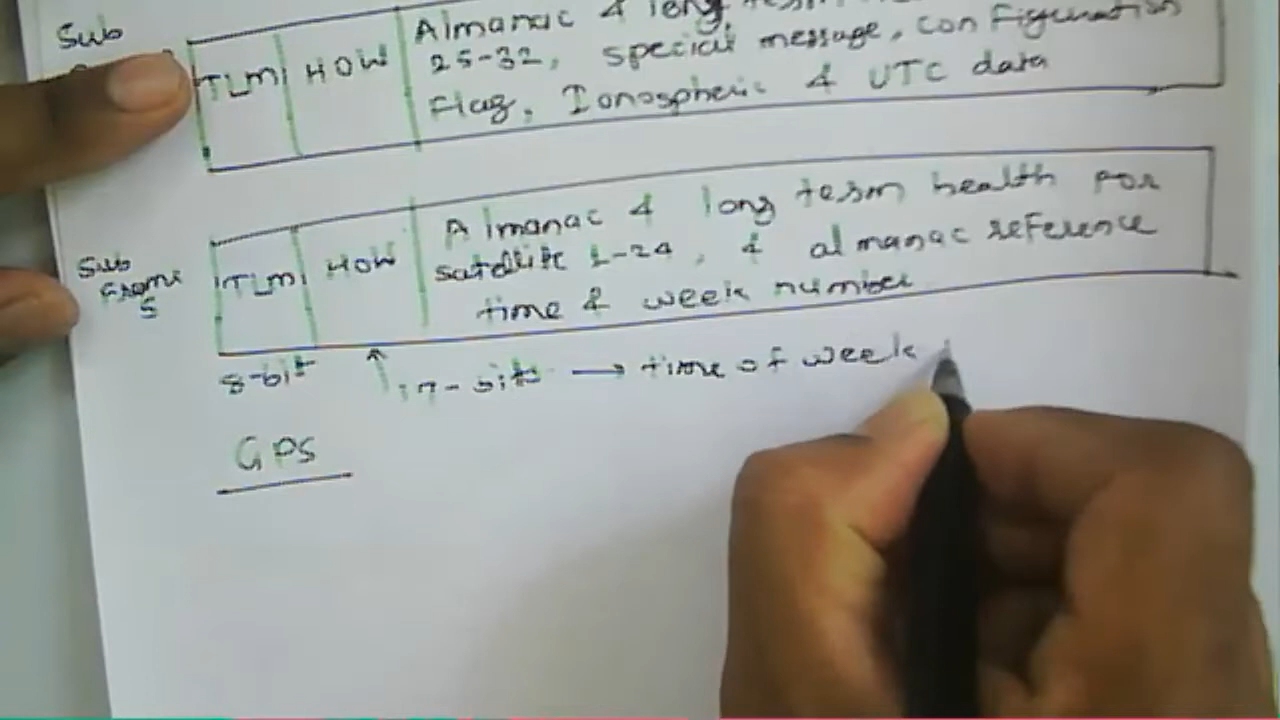 Sub
TLM HOW Almanac & long term
25-32, special message, configuration
Flag, Ionospheric & UTC data
Sub
Frame
5
TLM HOW Almanac & long term health for
satellite 1-24, & almanac reference
time & week number
8-bit
17-bit → time of week
GPS